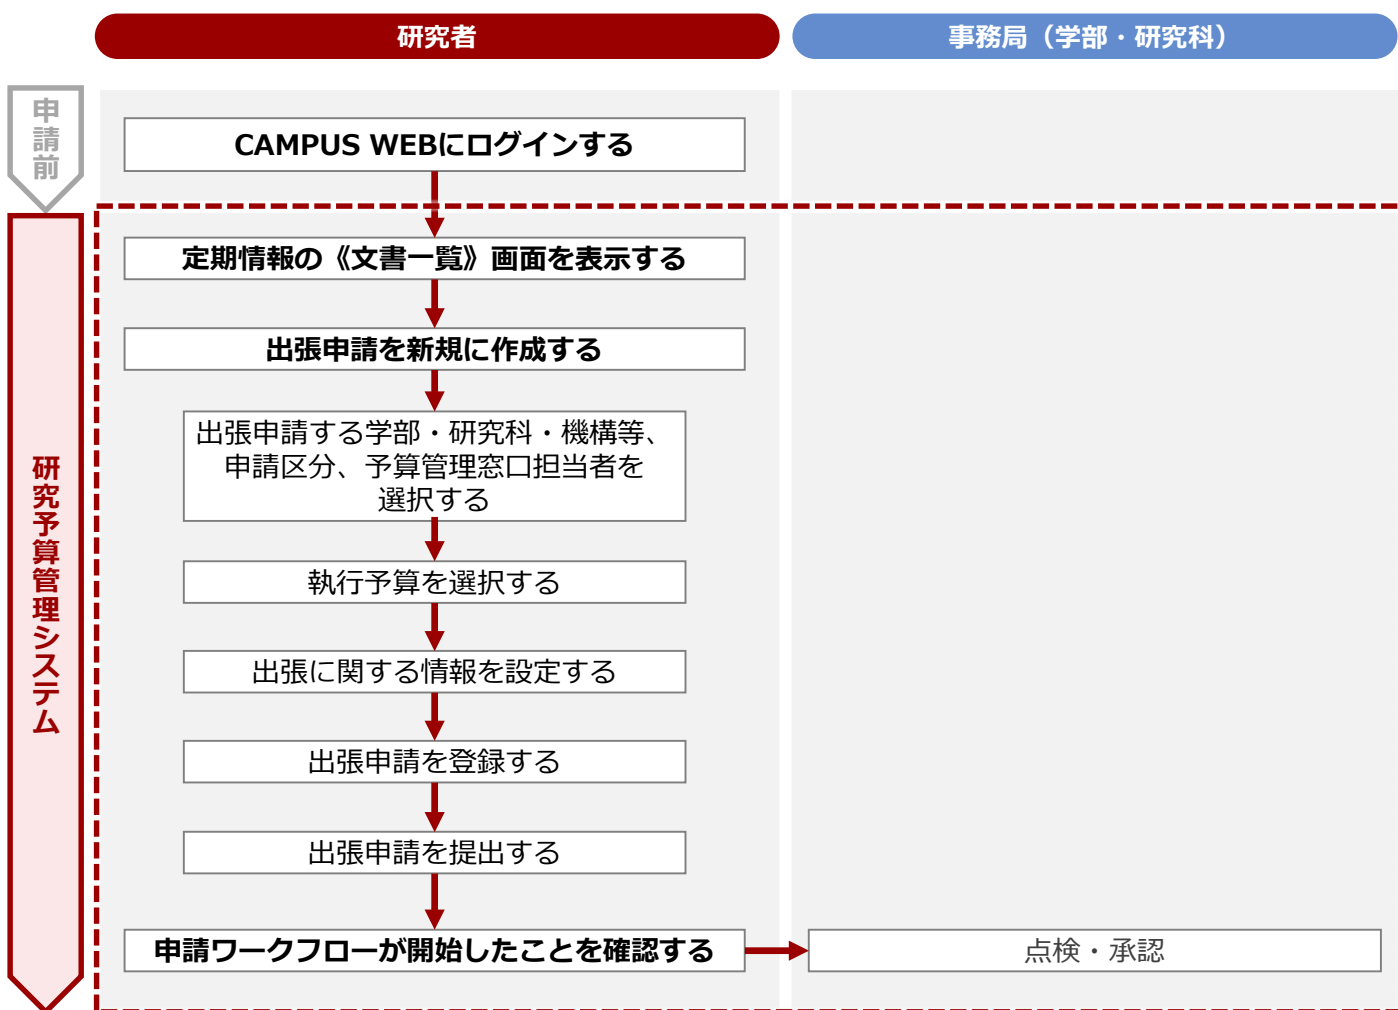 研究者
事務局（学部・研究科）
申請前
CAMPUS WEBにログインする
研究予算管理システム
定期情報の《文書一覧》画面を表示する
出張申請を新規に作成する
出張申請する学部・研究科・機構等、
申請区分、予算管理窓口担当者を
選択する
執行予算を選択する
出張に関する情報を設定する
出張申請を登録する
出張申請を提出する
申請ワークフローが開始したことを確認する
点検・承認